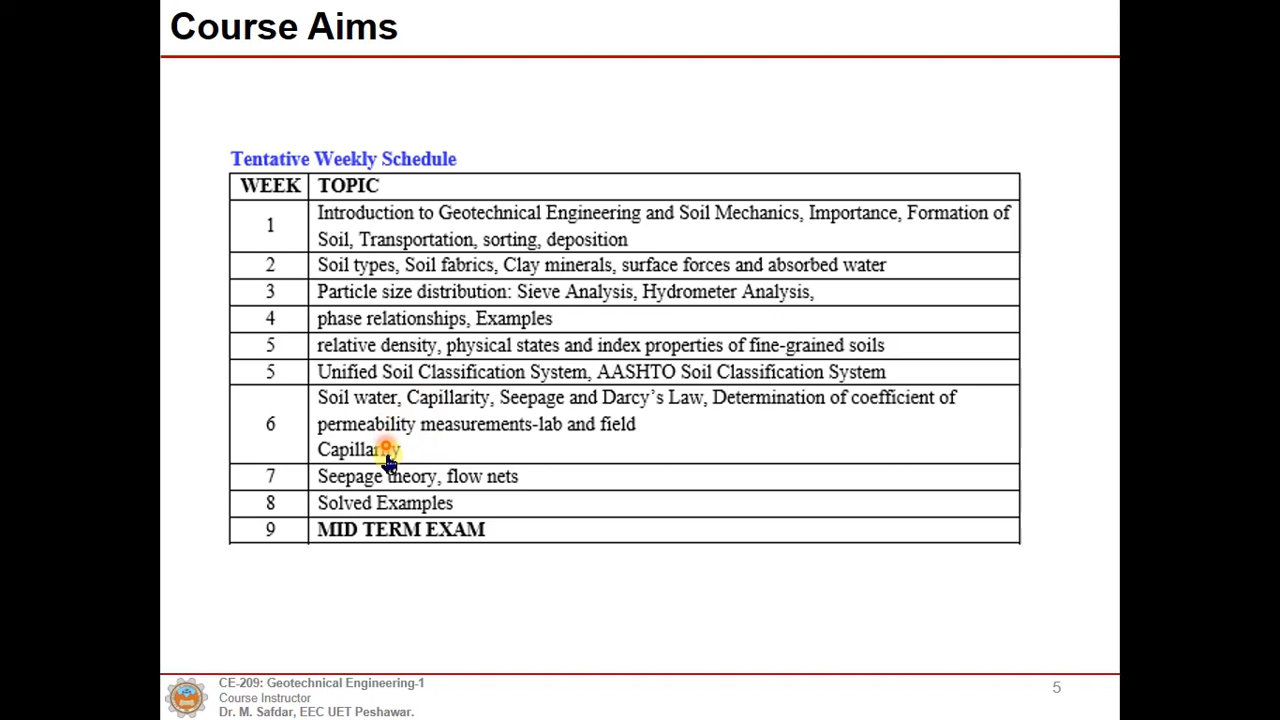 Course Aims
Tentative Weekly Schedule
WEEK TOPIC
1 Introduction to Geotechnical Engineering and Soil Mechanics, Importance, Formation of
Soil, Transportation, sorting, deposition
2 Soil types, Soil fabrics, Clay minerals, surface forces and absorbed water
3 Particle size distribution: Sieve Analysis, Hydrometer Analysis,
4 phase relationships, Examples
5 relative density, physical states and index properties of fine-grained soils
5 Unified Soil Classification System, AASHTO Soil Classification System
6 Soil water, Capillarity, Seepage and Darcy’s Law, Determination of coefficient of
permeability measurements-lab and field
Capillarity
7 Seepage theory, flow nets
8 Solved Examples
9 MID TERM EXAM
CE-209: Geotechnical Engineering-1
Course Instructor
Dr. M. Safdar, EEC UET Peshawar.
5